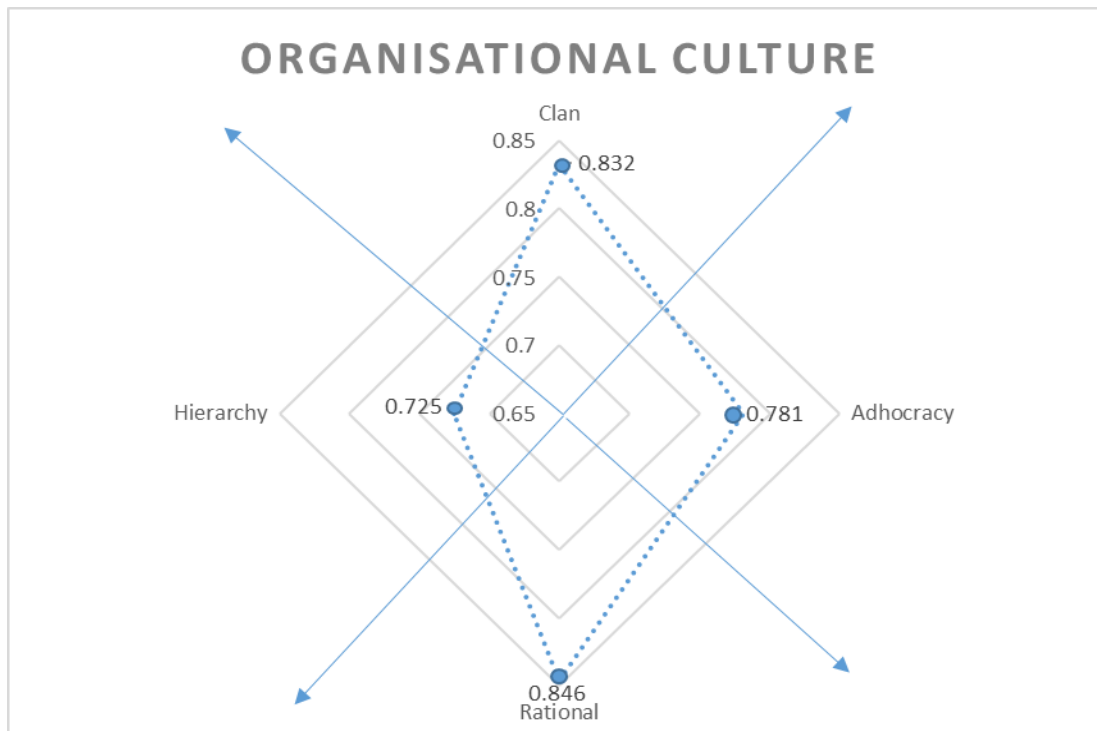 ORGANISATIONAL CULTURE
Clan
0.85
0.832
0.8
0.75
0.7
Hierarchy
0.725
0.65
0.781
Adhocracy
0.846
Rational